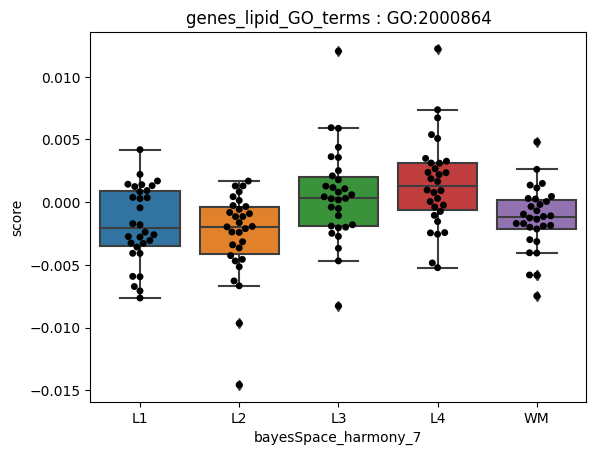 genes_lipid_GO_terms : GO:2000864
0.010
0.005
0.000
−0.005
−0.010
−0.015
score
L1 L2 L3 L4 WM
bayesSpace_harmony_7